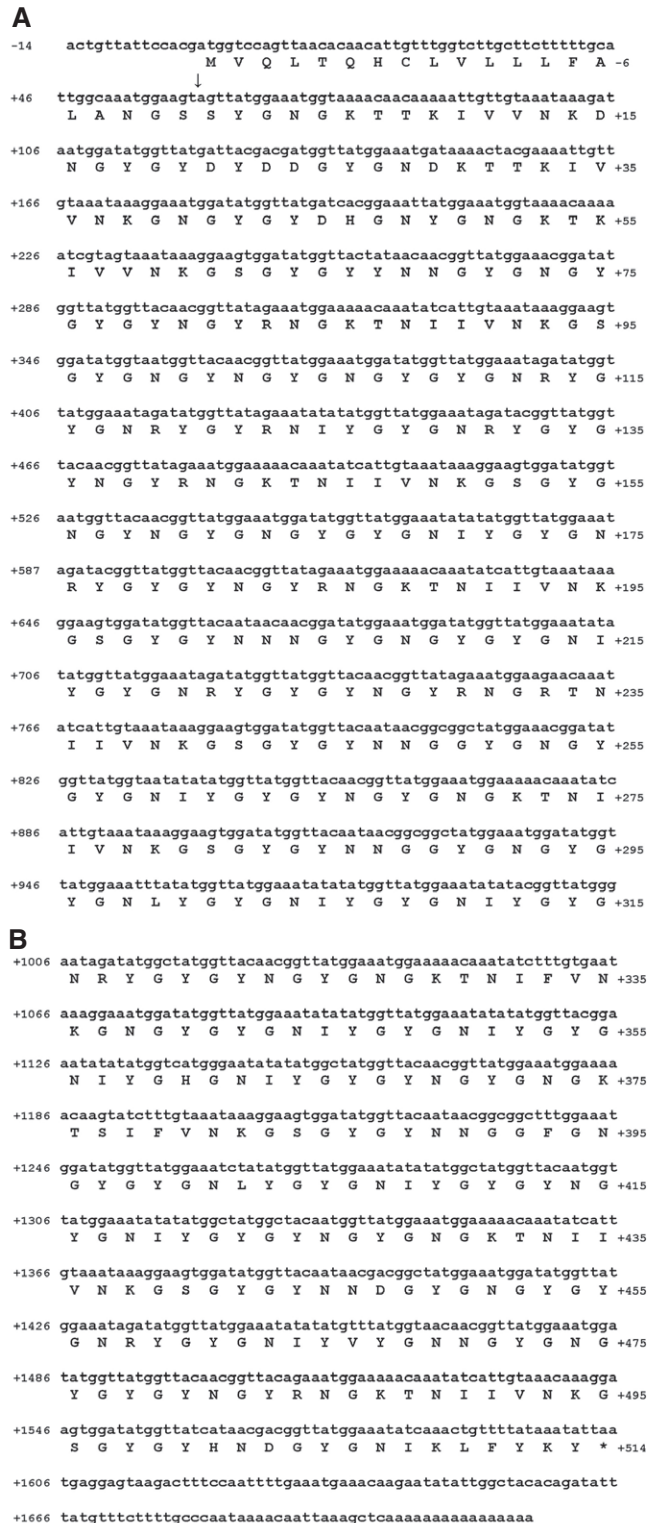 A
-14 actgttattccacgatggtccagttaacacaacattgtttggtcttgcttctttttgca
M V Q L T Q H C L V L L L F A -6
↓
+46 ttggcaaatggaagtagttatggaaatggtaaaacaacaaaaattgttgtaaataaagat
L A N G S S Y G N G K T T K I V V N K D +15
+106 aatggatatggttatgattacgacgatggttatggaaatgataaaactacgaaaattgtt
N G Y G Y D Y D D G Y G N D K T T K I V +35
+166 gtaaataaaggaaatggatatggttatgatcacggaaattatggaaatggtaaaacaaaa
V N K G N G Y G Y D H G N Y G N G K T K +55
+226 atcgtagtaaataaaggaagtggatatggttactataacaacggttatggaaacggatat
I V V N K G S G Y G Y Y N N G Y G N G Y +75
+286 ggttatggttacaacggttatagaaatggaaaaacaaatatcattgtaaataaaggaagt
G Y G Y N G Y R N G K T N I I V N K G S +95
+346 ggatatggtaatggttacaacggttatggaaatggatatggttatggaaatagatatggt
G Y G N G Y N G Y G N G Y G Y G N R Y G +115
+406 tatggaaatagatatggttatagaaatatatatggttatggaaatagatacggttatggt
Y G N R Y G Y R N I Y G Y G N R Y G Y G +135
+466 tacaacggttatagaaatggaaaaacaaatatcattgtaaataaaggaagtggatatggt
Y N G Y R N G K T N I I V N K G S G Y G +155
+526 aatggttacaacggttatggaaatggatatggttatggaaatatatatggttatggaaat
N G Y N G Y G N G Y G Y G N I Y G Y G N +175
+587 agatacggttatggttacaacggttatagaaatggaaaaacaaatatcattgtaaataaa
R Y G Y G Y N G Y R N G K T N I I V N K +195
+646 ggaagtggatatggttacaataacaacggatatggaaatggatatggttatggaaatata
G S G Y G Y N N N G Y G N G Y G Y G N I +215
+706 tatggttatggaaatagatatggttatggttacaacggttatagaaatggaagaacaaat
Y G Y G N R Y G Y G Y N G Y R N G R T N +235
+766 atcattgtaaataaaggaagtggatatggttacaataacggcggctatggaaacggatat
I I V N K G S G Y G Y N N G G Y G N G Y +255
+826 ggttatggtaatatatatggttatggttacaacggttatggaaatggaaaaacaaatatc
G Y G N I Y G Y G Y N G Y G N G K T N I +275
+886 attgtaaataaaggaagtggatatggttacaataacggcggctatggaaatggatatggt
I V N K G S G Y G Y N N G G Y G N G Y G +295
+946 tatggaaatttatatggttatggaaatatatatggttatggaaatatatacggttatggg
Y G N L Y G Y G N I Y G Y G N I Y G Y G +315
B
+1006 aatagatatggctatggttacaacggttatggaaatggaaaaacaaatatctttgtgaat
N R Y G Y G Y N G Y G N G K T N I F V N +335
+1066 aaaggaaatggatatggttatggaaatatatatggttatggaaatatatatggttacgga
K G N G Y G Y G N I Y G Y G N I Y G Y G +355
+1126 aatatatatggtcatgggaatatatatggctatggttacaacggttatggaaatggaaaa
N I Y G H G N I Y G Y G Y N G Y G N G K +375
+1186 acaagtatctttgtaaataaaggaagtggatatggttacaataacggcggctttggaaat
T S I F V N K G S G Y G Y N N G G F G N +395
+1246 ggatatggttatggaaatctatatggttatggaaatatatatggctatggttacaatggt
G Y G Y G N L Y G Y G N I Y G Y G Y N G +415
+1306 tatggaaatatatatggctatggctacaatggttatggaaatggaaaaacaaatatcatt
Y G N I Y G Y G Y N G Y G N G K T N I I +435
+1366 gtaaataaaggaagtggatatggttacaataacgacggctatggaaatggatatggttat
V N K G S G Y G Y N N D G Y G N G Y G Y +455
+1426 ggaaatagatatggttatggaaatatatatgtttatggtaacaacggttatggaaatgga
G N R Y G Y G N I Y V Y G N N G Y G N G +475
+1486 tatggttatggttacaacggttacagaaatggaaaaacaaatatcattgtaaacaaagga
Y G Y G Y N G Y R N G K T N I I V N K G +495
+1546 agtggatatggttatcataacgacggttatggaaatatcaaactgttttataaatattaa
S G Y G Y H N D G Y G N I K L F Y K Y * +514
+1606 tgaggagtaagactttccaattttgaaatgaaacaagaatatattggctacacagatatt
+1666 tatgtttcttttgcccaataaaacaattaaagctcaaaaaaaaaaaaaaaa